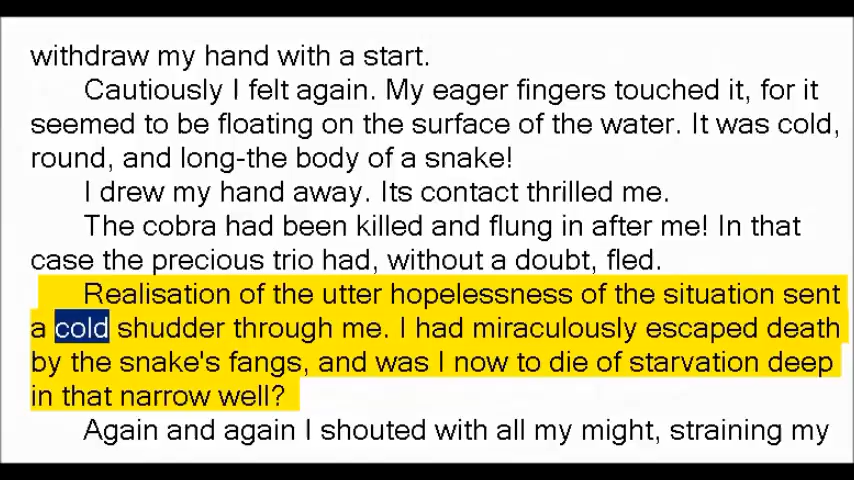 withdraw my hand with a start.
Cautiously I felt again. My eager fingers touched it, for it
seemed to be floating on the surface of the water. It was cold,
round, and long-the body of a snake!
I drew my hand away. Its contact thrilled me.
The cobra had been killed and flung in after me! In that
case the precious trio had, without a doubt, fled.
Realisation of the utter hopelessness of the situation sent
a cold shudder through me. I had miraculously escaped death
by the snake's fangs, and was I now to die of starvation deep
in that narrow well?
Again and again I shouted with all my might, straining my